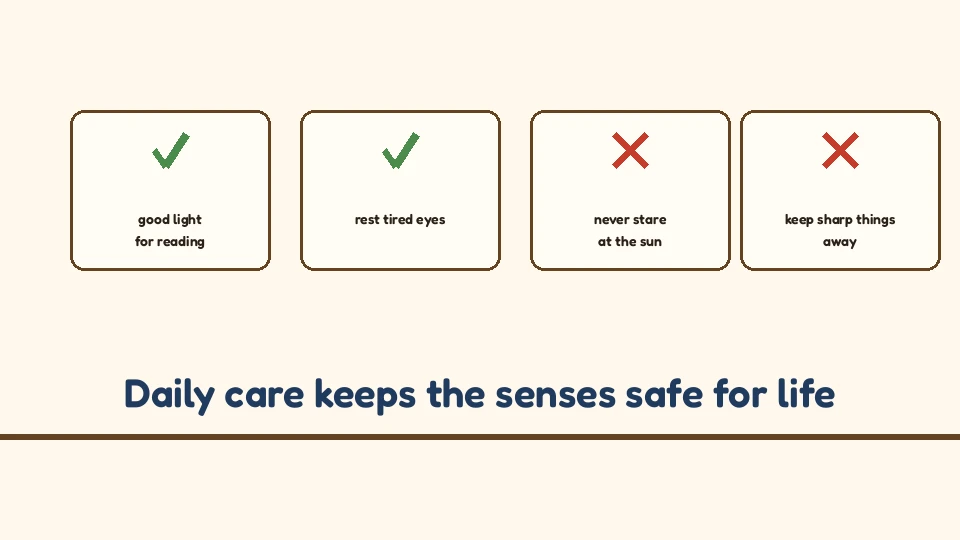 good light
for reading
rest tired eyes
never stare
at the sun
keep sharp things
away
Daily care keeps the senses safe for life